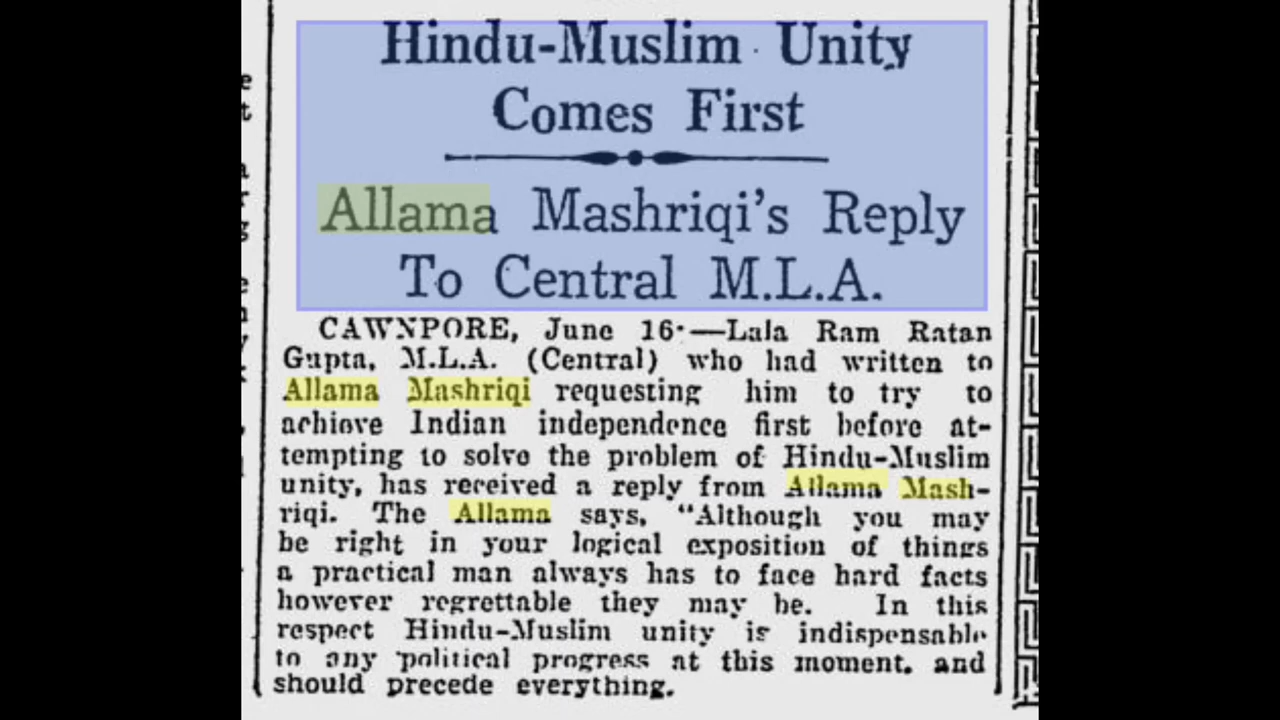 Hindu-Muslim Unity
Comes First
Allama Mashriqi's Reply
To Central M.L.A.
CAWNPORE, June 16.—Lala Ram Ratan
Gupta, M.L.A. (Central) who had written to
Allama Mashriqi requesting him to try to
achieve Indian independence first before at-
tempting to solve the problem of Hindu-Muslim
unity, has received a reply from Allama Mash-
riqi. The Allama says, "Although you may
be right in your logical exposition of things
a practical man always has to face hard facts
however regrettable they may be. In this
respect Hindu-Muslim unity is indispensable
to any political progress at this moment, and
should precede everything.